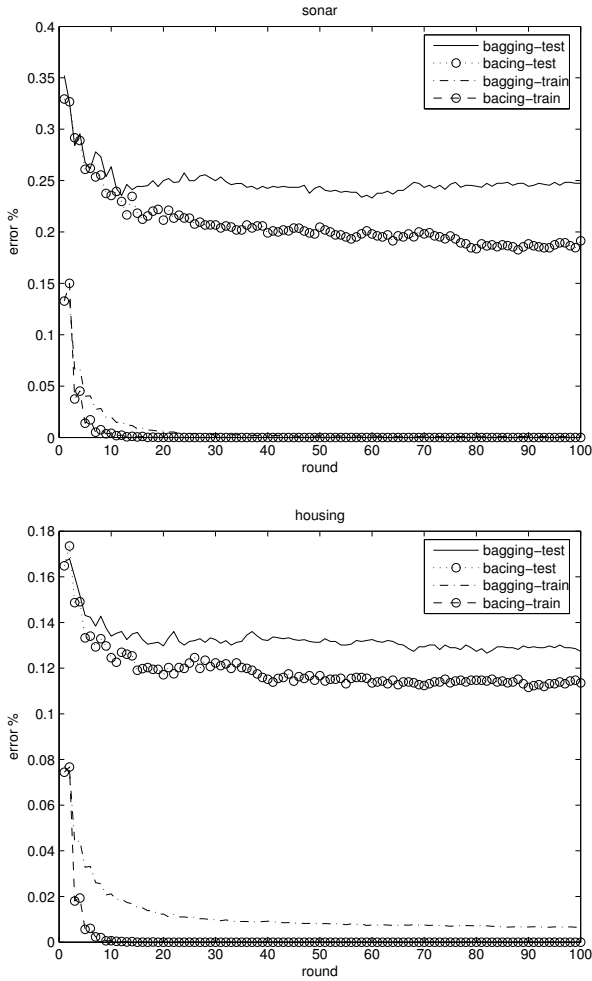 sonar
0.4
0.35
0.3
0.25
0.2
0.15
0.1
0.05
0
error %
bagging−test
bacing−test
bagging−train
bacing−train
0 10 20 30 40 50 60 70 80 90 100
round
housing
0.18
0.16
0.14
0.12
0.1
0.08
0.06
0.04
0.02
0
error %
bagging−test
bacing−test
bagging−train
bacing−train
0 10 20 30 40 50 60 70 80 90 100
round